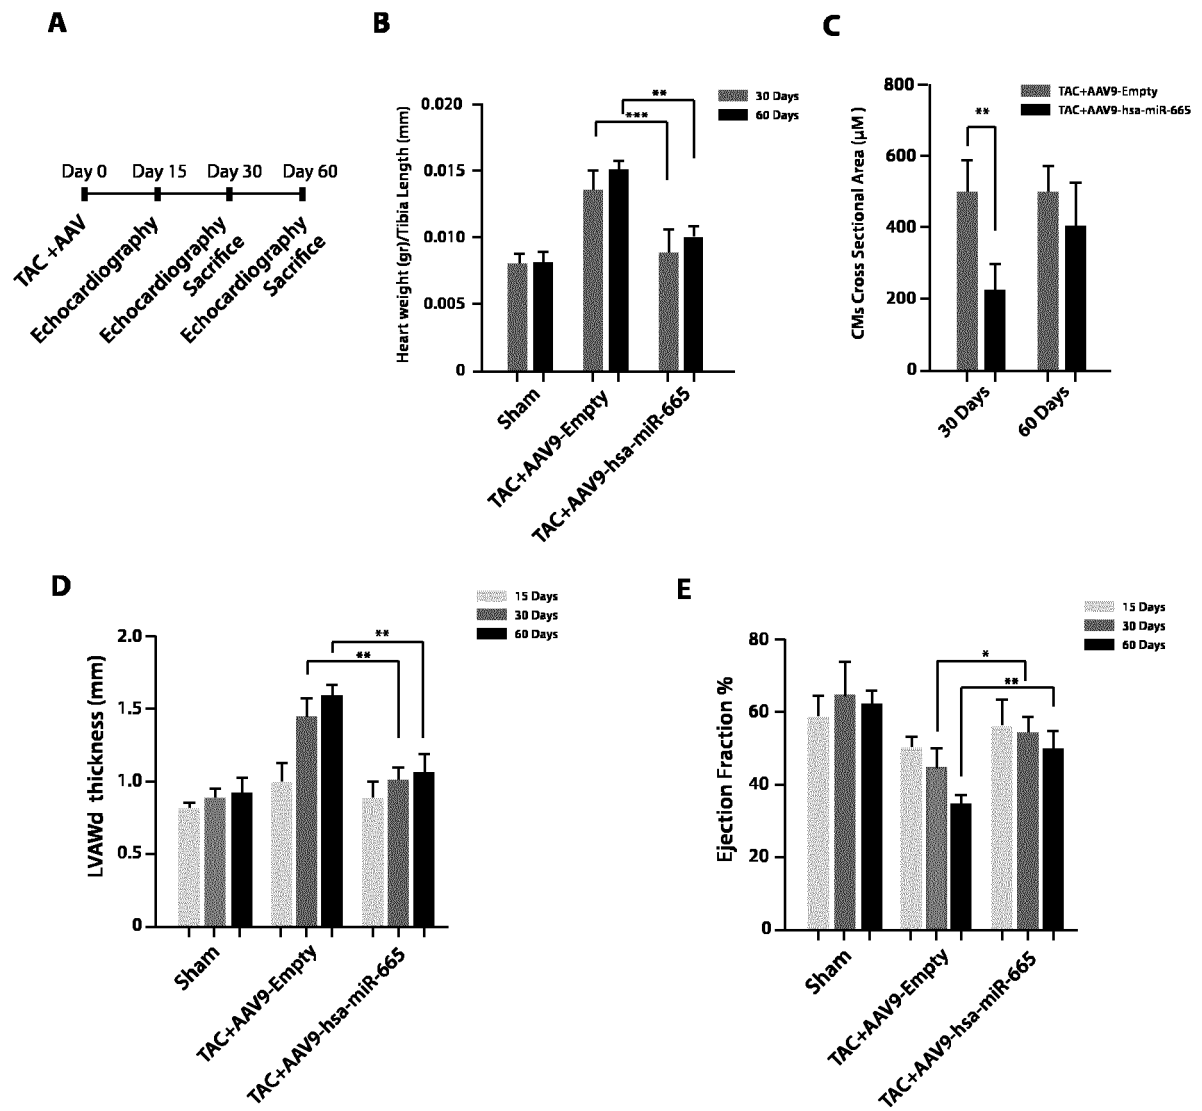 A
Day 0 Day 15 Day 30 Day 60
TAC +AAV
Echocardiography
Echocardiography
Sacrifice
Echocardiography
Sacrifice
B
Heart weight (gr)/Tibia Length (mm)
0.020
0.015
0.010
0.005
0
30 Days
60 Days
**
***
Sham
TAC+AAV9-Empty
TAC+AAV9-hsa-miR-665
C
CMs Cross Sectional Area (µM )
800
600
400
200
0
TAC+AAV9-Empty
TAC+AAV9-hsa-miR-665
**
30 Days
60 Days
D
LVAWd thickness (mm)
2.0
1.5
1.0
0.5
0
15 Days
30 Days
60 Days
**
**
Sham
TAC+AAV9-Empty
TAC+AAV9-hsa-miR-665
E
Ejection Fraction %
80
60
40
20
0
15 Days
30 Days
60 Days
*
**
Sham
TAC+AAV9-Empty
TAC+AAV9-hsa-miR-665